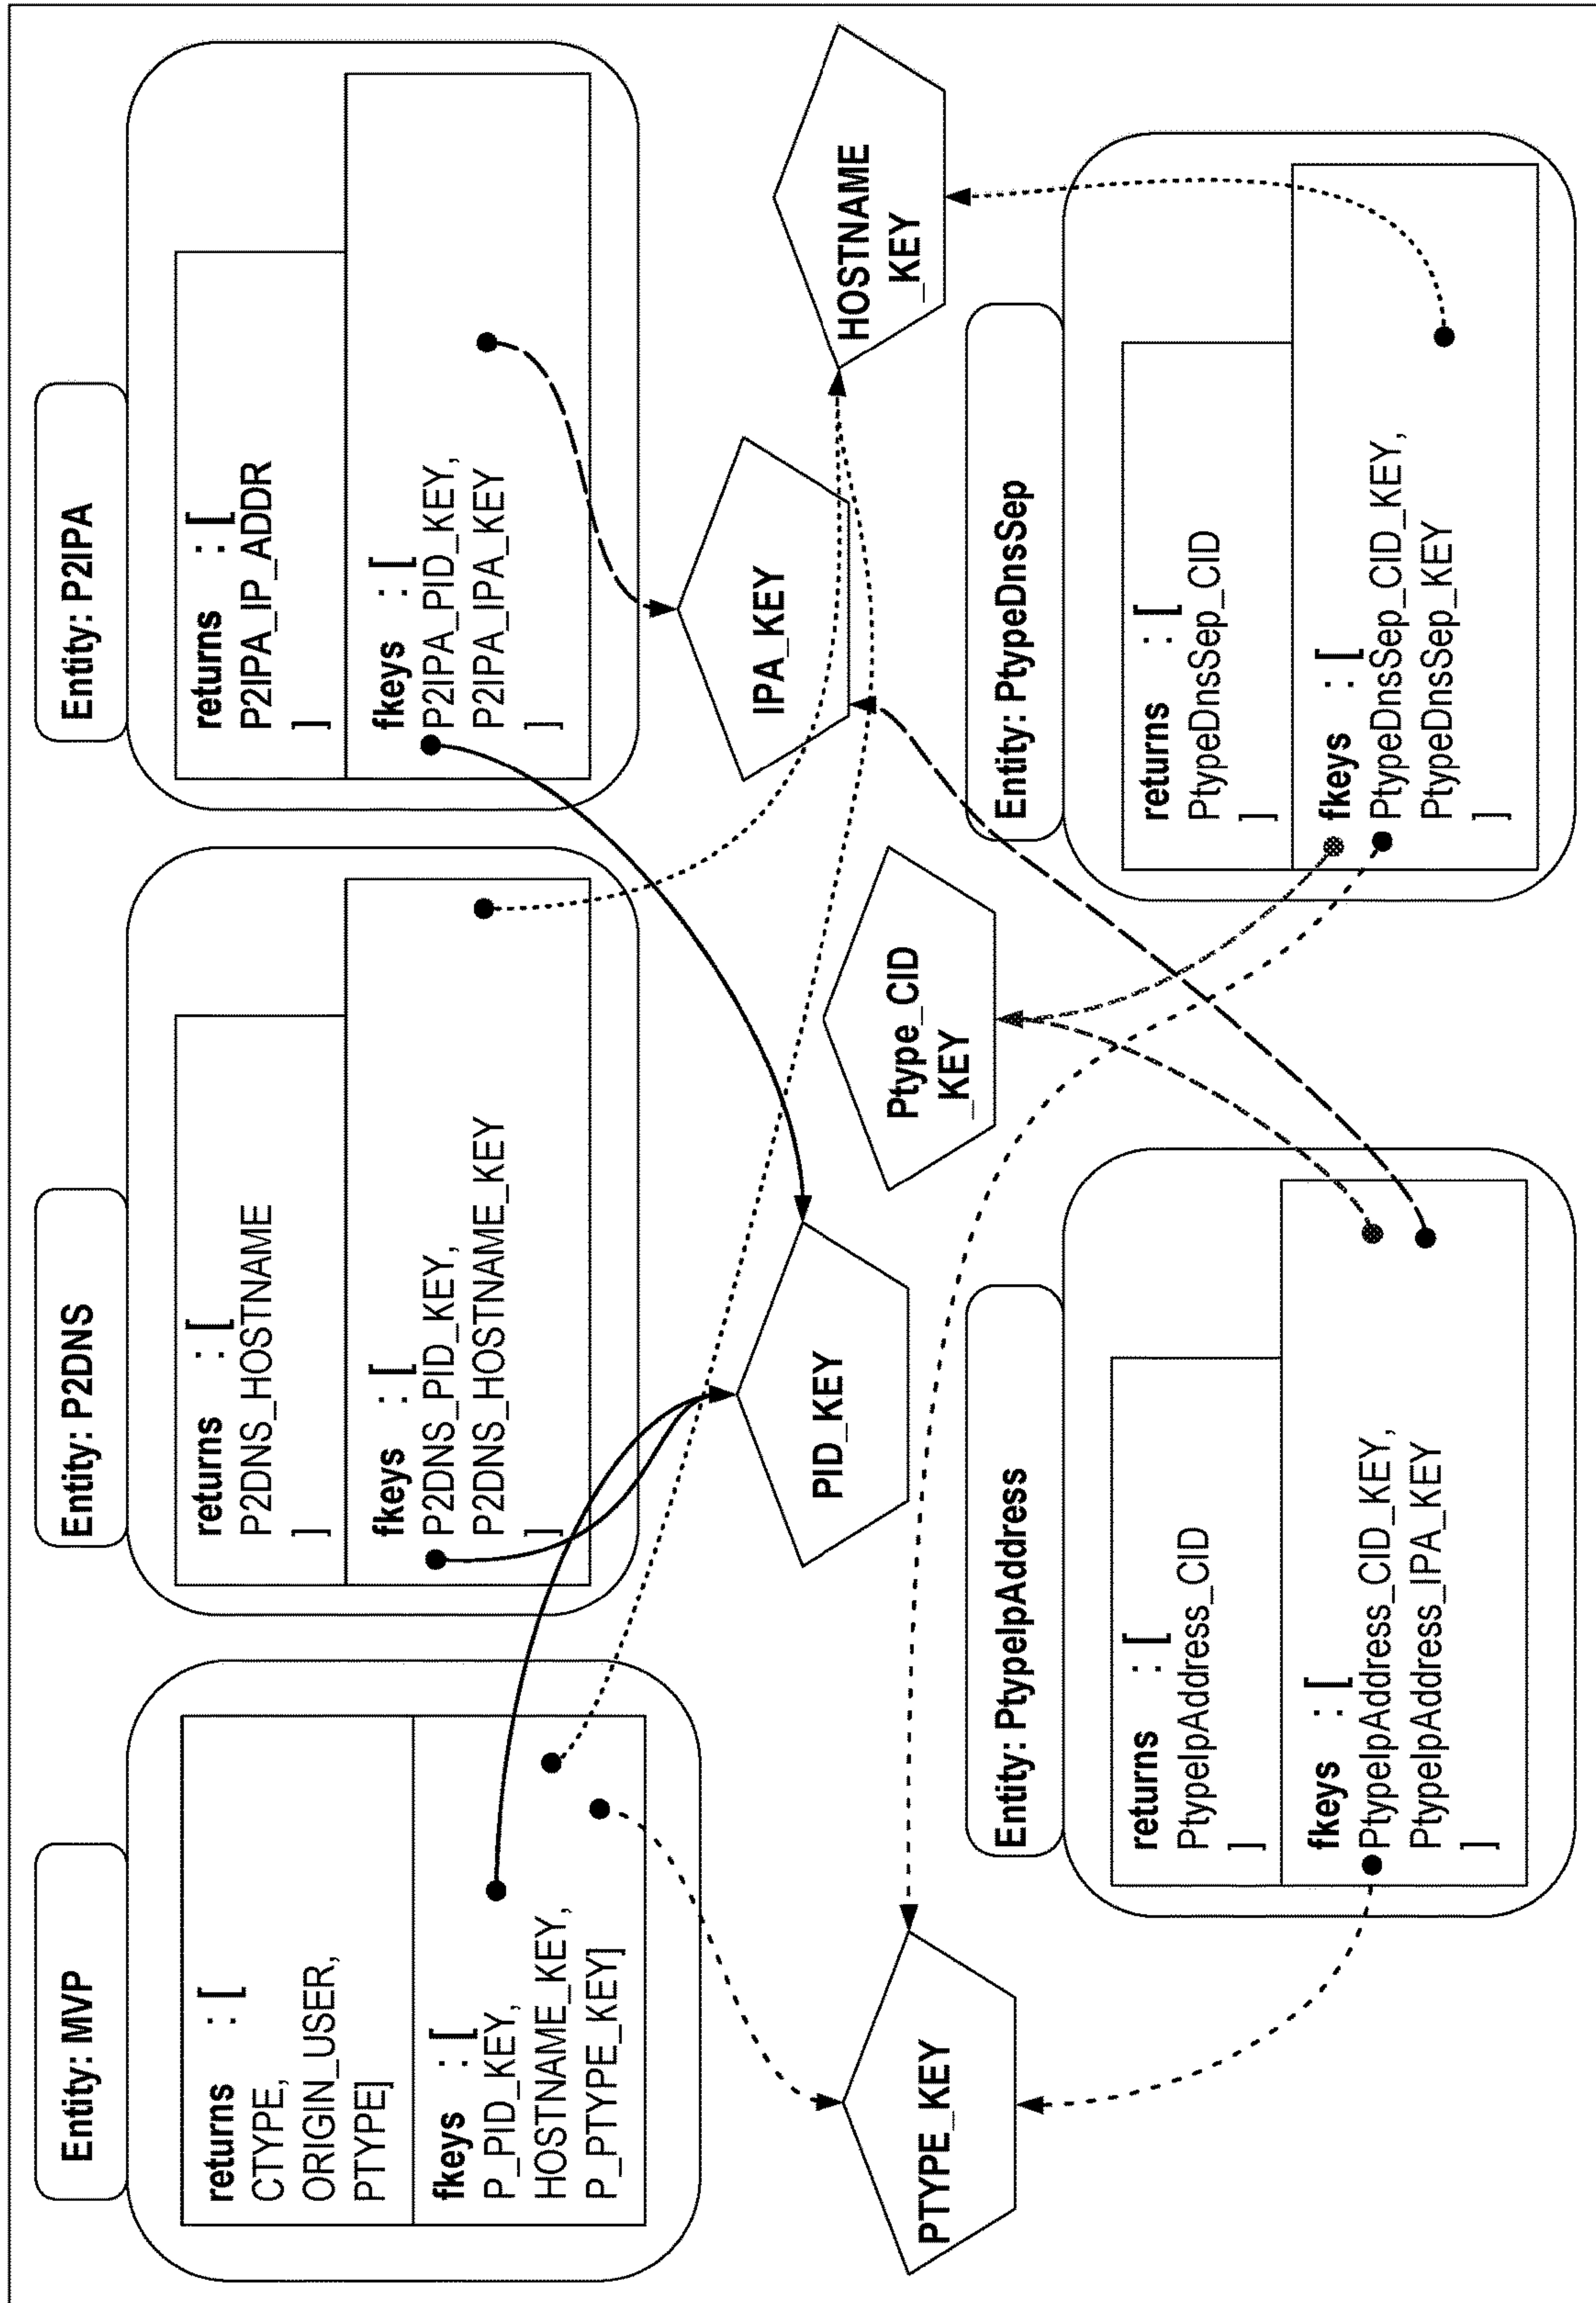 Entity: MVP
returns : [
CTYPE,
ORIGIN_USER,
PTYPE]
fkeys : [
P_PID_KEY,
HOSTNAME_KEY,
P_PTYPE_KEY]
Entity: P2DNS
returns : [
P2DNS_HOSTNAME
]
fkeys : [
P2DNS_PID_KEY,
P2DNS_HOSTNAME_KEY
]
Entity: P2IPA
returns : [
P2IPA_IP_ADDR
]
fkeys : [
P2IPA_PID_KEY,
P2IPA_IPA_KEY
]
PTYPE_KEY
PID_KEY
Ptype_CID
_KEY
IPA_KEY
HOSTNAME
_KEY
Entity: PtypeIpAddress
returns : [
PtypeIpAddress_CID
]
fkeys : [
PtypeIpAddress_CID_KEY,
PtypeIpAddress_IPA_KEY
]
Entity: PtypeDnsSep
returns : [
PtypeDnsSep_CID
]
fkeys : [
PtypeDnsSep_CID_KEY,
PtypeDnsSep_KEY
]